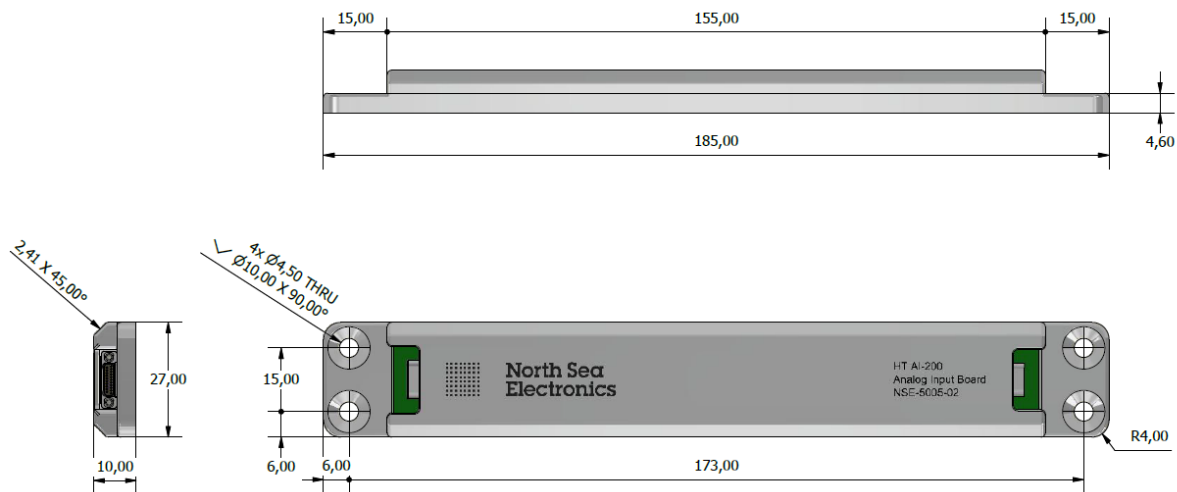 15,00
155,00
15,00
185,00
4,60
2,41 X 45,00°
4x Ø4,50 THRU
Ø10,00 X 90,00°
27,00
10,00
15,00
6,00
6,00
North Sea
Electronics
HT AI-200
Analog Input Board
NSE-5005-02
173,00
R4,00